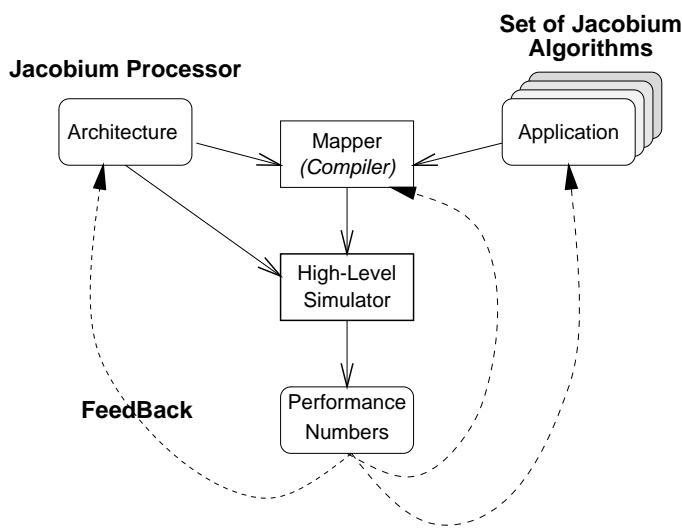 Set of Jacobium
Algorithms
Jacobium Processor
Architecture
Mapper
(Compiler)
Application
High-Level
Simulator
FeedBack
Performance
Numbers